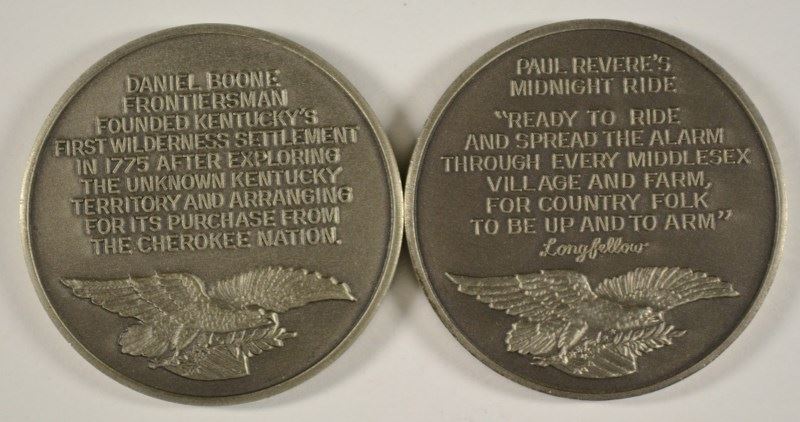 DANIEL BOONE
FRONTIERSMAN
FOUNDED KENTUCKY'S
FIRST WILDERNESS SETTLEMENT
IN 1775 AFTER EXPLORING
THE UNKNOWN KENTUCKY
TERRITORY AND ARRANGING
FOR ITS PURCHASE FROM
THE CHEROKEE NATION.
PAUL REVERE'S
MIDNIGHT RIDE
"READY TO RIDE
AND SPREAD THE ALARM
THROUGH EVERY MIDDLESEX
VILLAGE AND FARM,
FOR COUNTRY FOLK
TO BE UP AND TO ARM"
Longfellow